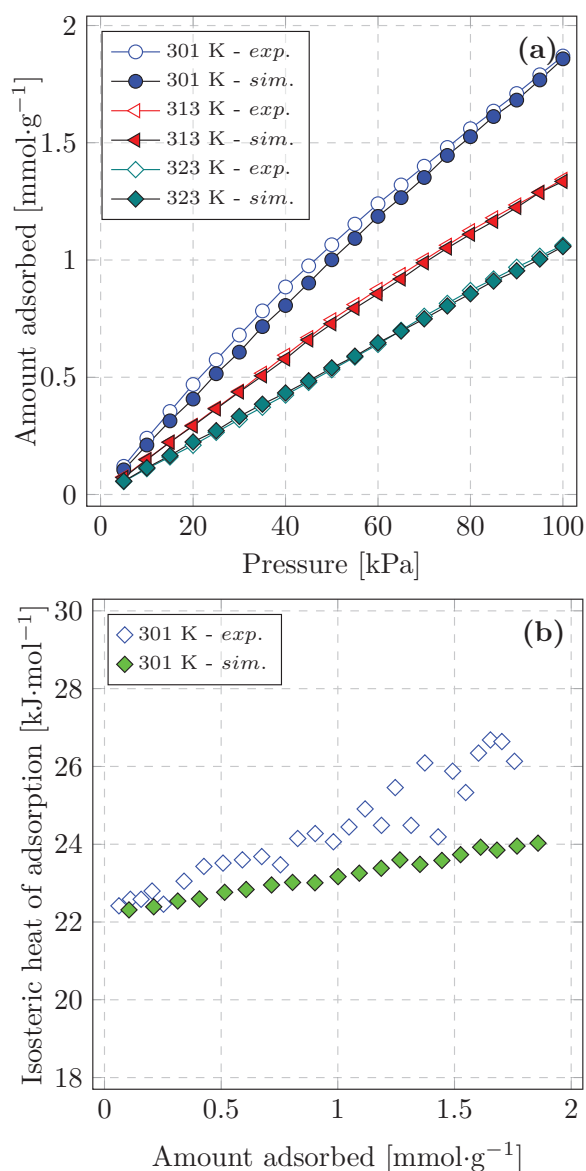 2
1.5
1
0.5
0
Amount adsorbed [mmol·g⁻¹]
(a)
301 K - exp.
301 K - sim.
313 K - exp.
313 K - sim.
323 K - exp.
323 K - sim.
0 20 40 60 80 100
Pressure [kPa]
30
28
26
24
22
20
18
Isosteric heat of adsorption [kJ·mol⁻¹]
(b)
301 K - exp.
301 K - sim.
0 0.5 1 1.5 2
Amount adsorbed [mmol·g⁻¹]